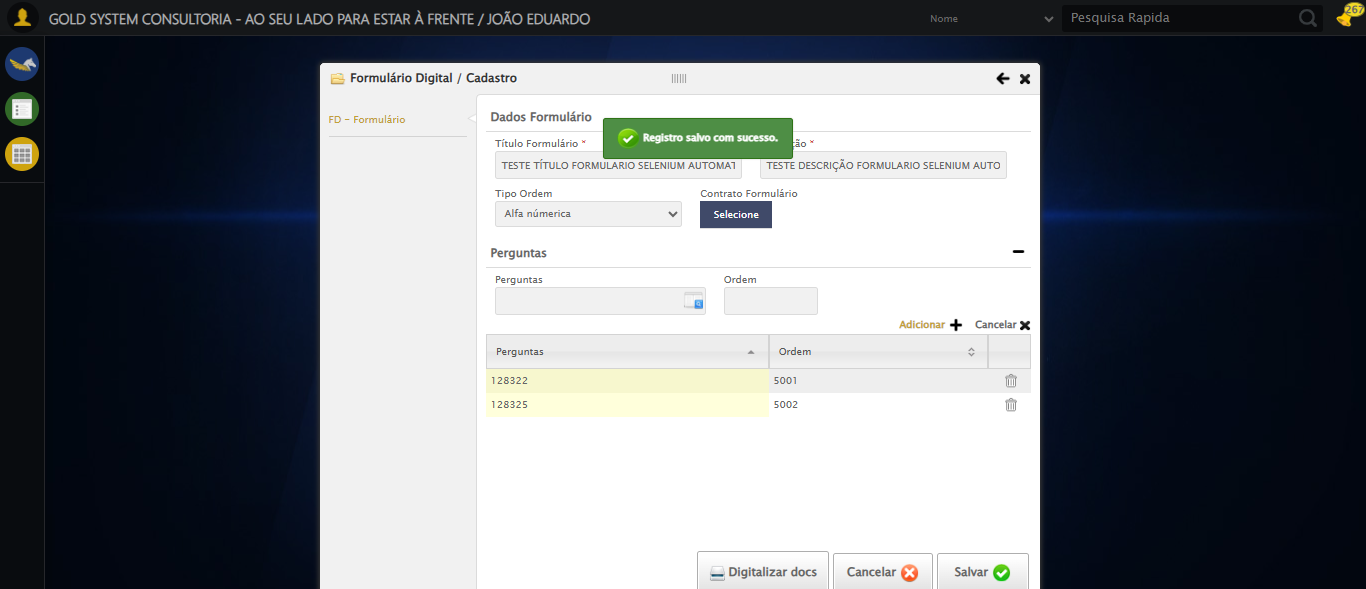 GOLD SYSTEM CONSULTORIA - AO SEU LADO PARA ESTAR À FRENTE / JOÃO EDUARDO
Nome
Pesquisa Rapida
267
Formulário Digital / Cadastro
FD - Formulário
Dados Formulário
Registro salvo com sucesso.
Título Formulário *
ão *
TESTE TÍTULO FORMULARIO SELENIUM AUTOMAT
TESTE DESCRIÇÃO FORMULARIO SELENIUM AUTO
Tipo Ordem
Contrato Formulário
Alfa númerica
Selecione
Perguntas
Perguntas
Ordem
Adicionar
Cancelar
Perguntas
Ordem
128322
5001
128325
5002
Digitalizar docs
Cancelar
Salvar